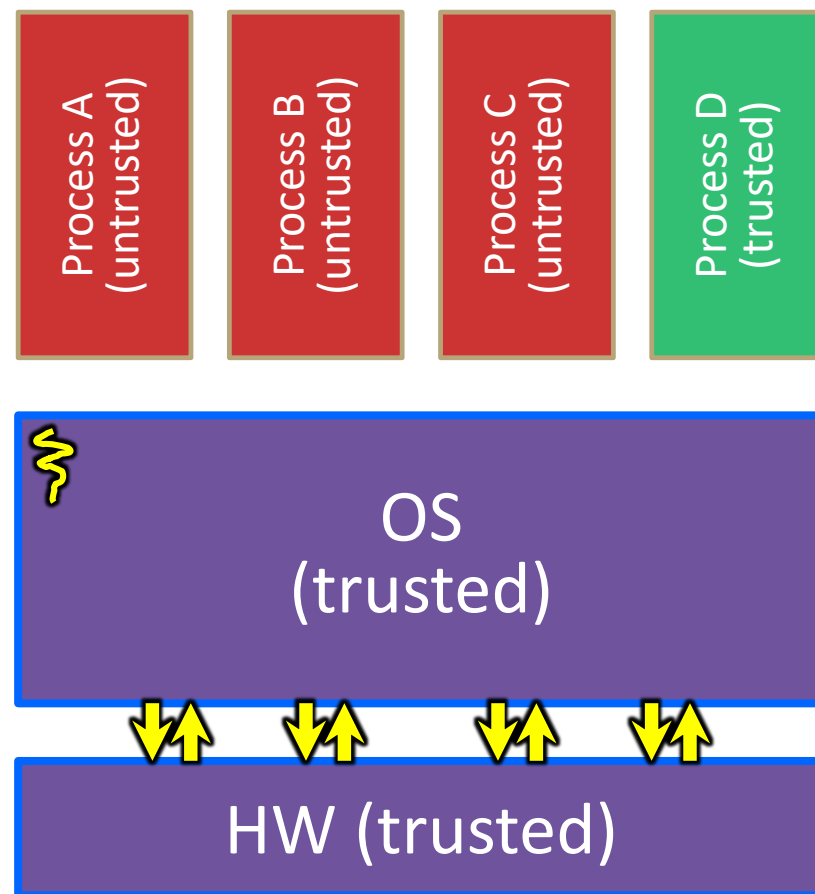 Process A
(untrusted)
Process B
(untrusted)
Process C
(untrusted)
Process D
(trusted)
OS
(trusted)
HW (trusted)